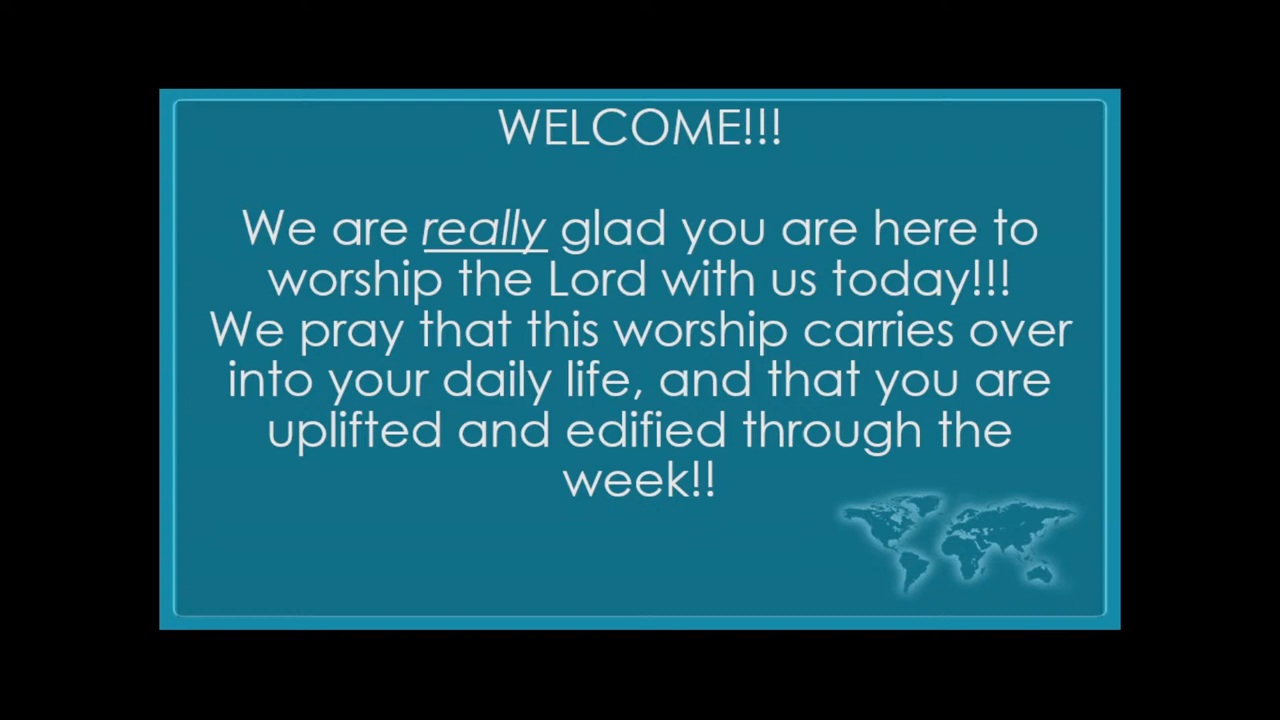 WELCOME!!!
We are really glad you are here to
worship the Lord with us today!!!
We pray that this worship carries over
into your daily life, and that you are
uplifted and edified through the
week!!